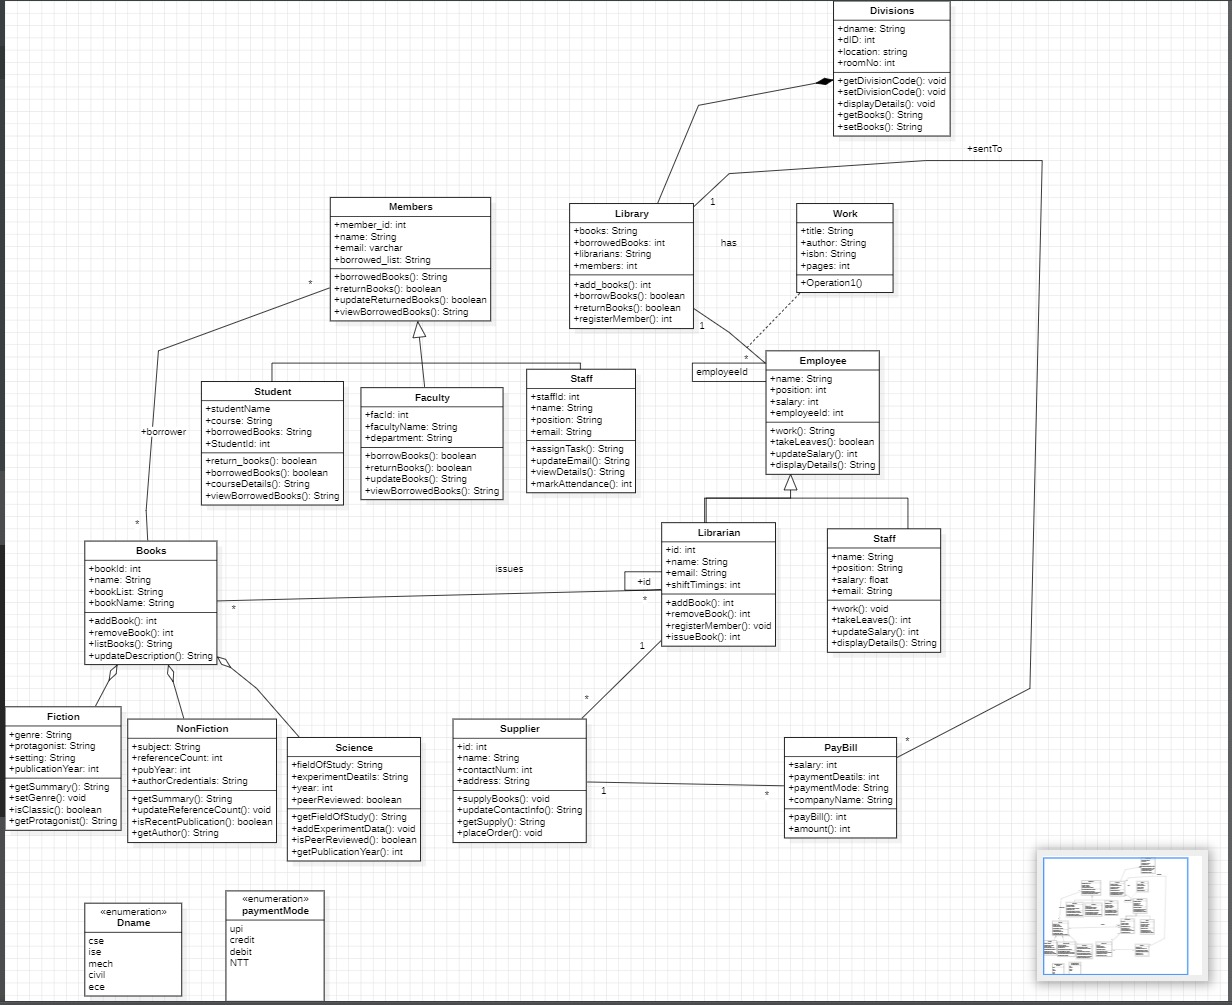 Divisions
+dname: String
+dID: int
+location: string
+roomNo: int
+getDivisionCode(): void
+setDivisionCode(): void
+displayDetails(): void
+getBooks(): String
+setBooks(): String
+sentTo
1
Members
+member_id: int
+name: String
+email: varchar
+borrowed_list: String
+borrowedBooks(): String
+returnBooks(): boolean
+updateReturnedBooks(): boolean
+viewBorrowedBooks(): String
*
Library
+books: String
+borrowedBooks: int
+librarians: String
+members: int
+add_books(): int
+borrowBooks(): boolean
+returnBooks(): boolean
+registerMember(): int
has
1
*
Work
+title: String
+author: String
+isbn: String
+pages: int
+Operation1()
employeeId
Employee
+name: String
+position: int
+salary: int
+employeeId: int
+work(): String
+takeLeaves(): boolean
+updateSalary(): int
+displayDetails(): String
+borrower
*
Student
+studentName
+course: String
+borrowedBooks: String
+StudentId: int
+return_books(): boolean
+borrowedBooks(): boolean
+courseDetails(): String
+viewBorrowedBooks(): String
Faculty
+facId: int
+facultyName: String
+department: String
+borrowBooks(): boolean
+returnBooks(): boolean
+updateBooks(): boolean
+viewBorrowedBooks(): String
Staff
+staffId: int
+name: String
+position: String
+email: String
+assignTask(): String
+updateEmail(): String
+viewDetails(): String
+markAttendance(): int
Books
+bookId: int
+name: String
+bookList: String
+bookName: String
+addBook(): int
+removeBook(): int
+listBooks(): String
+updateDescription(): String
*
issues
*
+id
Librarian
+id: int
+name: String
+email: String
+shiftTimings: int
+addBook(): int
+removeBook(): int
+registerMember(): void
+issueBook(): int
1
*
Staff
+name: String
+position: String
+salary: float
+email: String
+work(): void
+takeLeaves(): int
+updateSalary(): int
+displayDetails(): String
Fiction
+genre: String
+protagonist: String
+setting: String
+publicationYear: int
+getSummary(): String
+setGenre(): void
+isClassic(): boolean
+getProtagonist(): String
NonFiction
+subject: String
+referenceCount: int
+pubYear: int
+authorCredentials: String
+getSummary(): String
+updateReferenceCount(): void
+isRecentPublication(): boolean
+getAuthor(): String
Science
+fieldOfStudy: String
+experimentDeatils: String
+year: int
+peerReviewed: boolean
+getFieldOfStudy(): String
+addExperimentData(): void
+isPeerReviewed(): boolean
+getPublicationYear(): int
Supplier
+id: int
+name: String
+contactNum: int
+address: String
+supplyBooks(): void
+updateContactInfo(): String
+getSupply(): String
+placeOrder(): void
1
*
*
PayBill
+salary: int
+paymentDeatils: int
+paymentMode: String
+companyName: String
+payBill(): int
+amount(): int
«enumeration»
Dname
cse
ise
mech
civil
ece
«enumeration»
paymentMode
upi
credit
debit
NTT